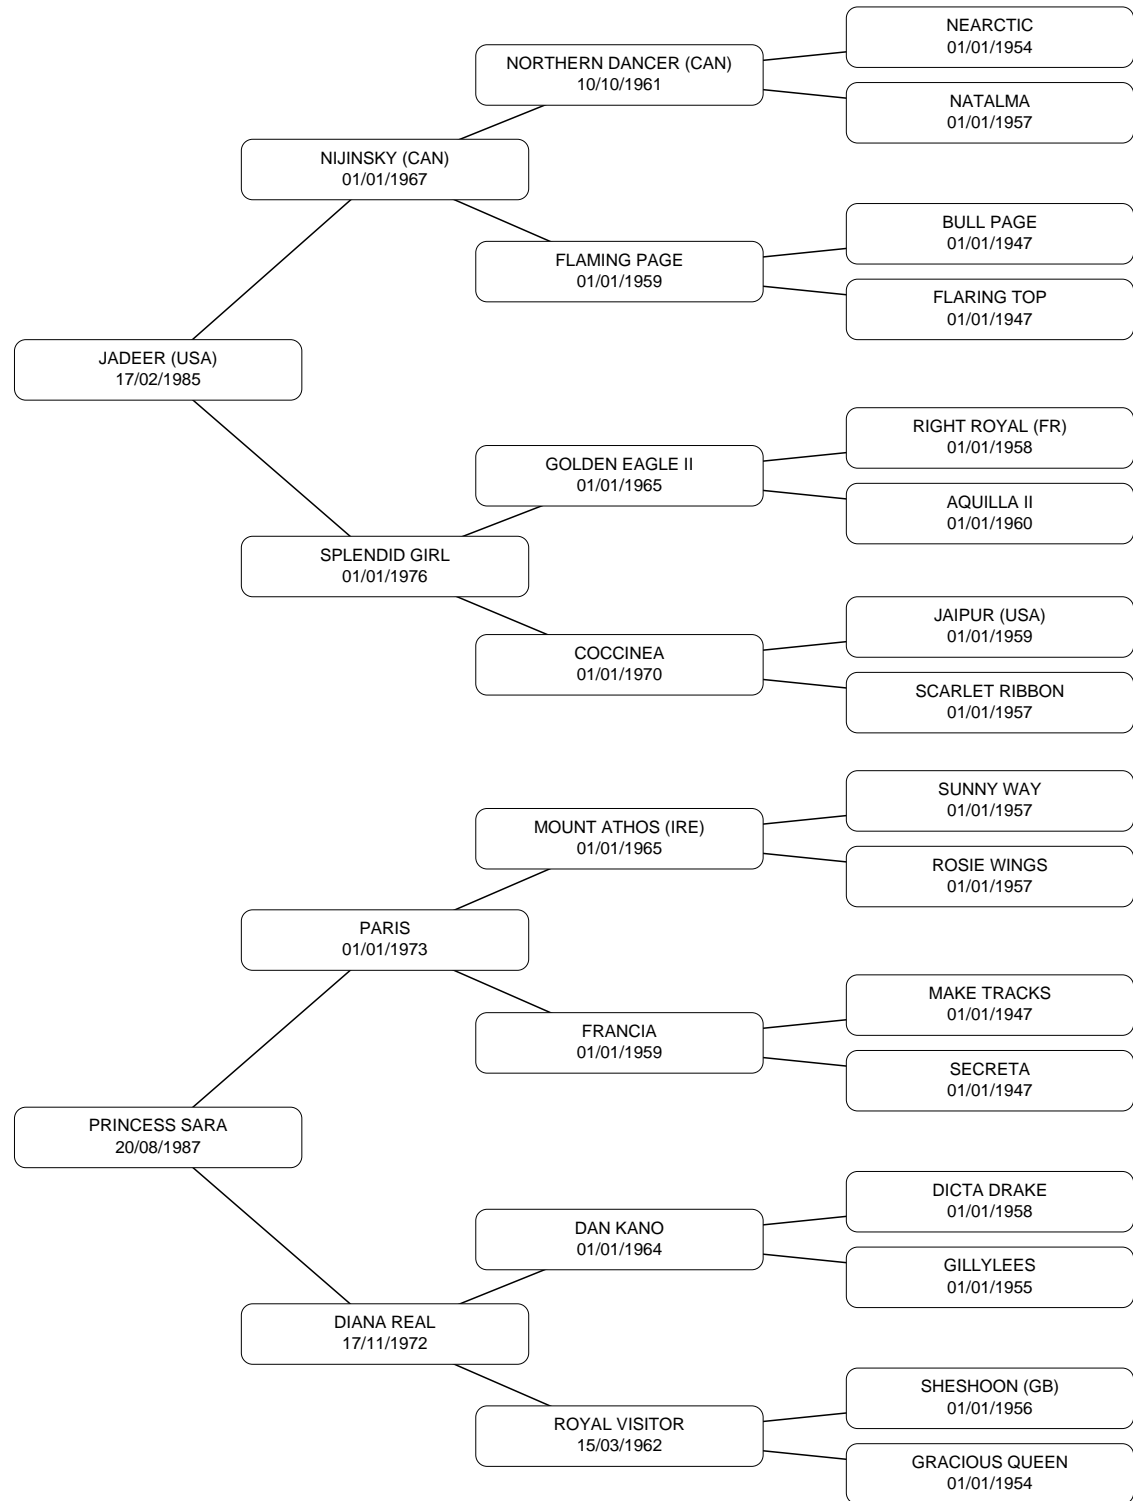 NEARCTIC
01/01/1954
NORTHERN DANCER (CAN)
10/10/1961
NATALMA
01/01/1957
NIJINSKY (CAN)
01/01/1967
BULL PAGE
01/01/1947
FLAMING PAGE
01/01/1959
FLARING TOP
01/01/1947
JADEER (USA)
17/02/1985
RIGHT ROYAL (FR)
01/01/1958
GOLDEN EAGLE II
01/01/1965
AQUILLA II
01/01/1960
SPLENDID GIRL
01/01/1976
JAIPUR (USA)
01/01/1959
COCCINEA
01/01/1970
SCARLET RIBBON
01/01/1957
SUNNY WAY
01/01/1957
MOUNT ATHOS (IRE)
01/01/1965
ROSIE WINGS
01/01/1957
PARIS
01/01/1973
MAKE TRACKS
01/01/1947
FRANCIA
01/01/1959
SECRETA
01/01/1947
PRINCESS SARA
20/08/1987
DICTA DRAKE
01/01/1958
DAN KANO
01/01/1964
GILLYLEES
01/01/1955
DIANA REAL
17/11/1972
SHESHOON (GB)
01/01/1956
ROYAL VISITOR
15/03/1962
GRACIOUS QUEEN
01/01/1954